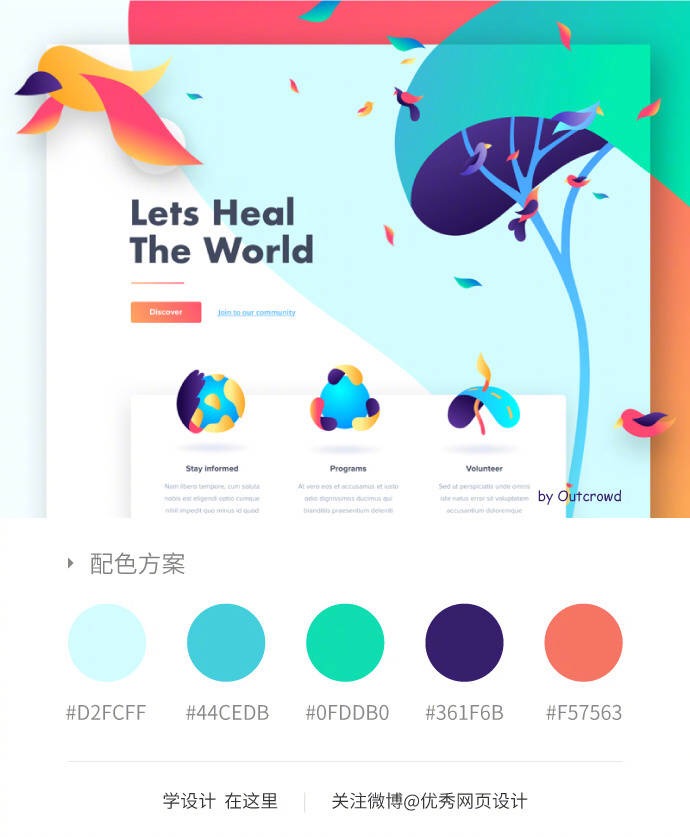 Lets Heal
The World
Discover
Join to our community
Stay informed
Programs
Volunteer
Nam libero tempore, cum soluta
At vero eos et accusamus et iusto
Sed ut perspiciatis unde omnis
nobis est eligendi optio cumque
odio dignissimos ducimus qui
iste natus error sit voluptatem
nihil impedit quo minus id quod
blanditiis praesentium deleniti
accusantium doloremque
by Outcrowd
配色方案
#D2FCFF
#44CEDB
#0FDDB0
#361F6B
#F57563
学设计 在这里
关注微博@优秀网页设计